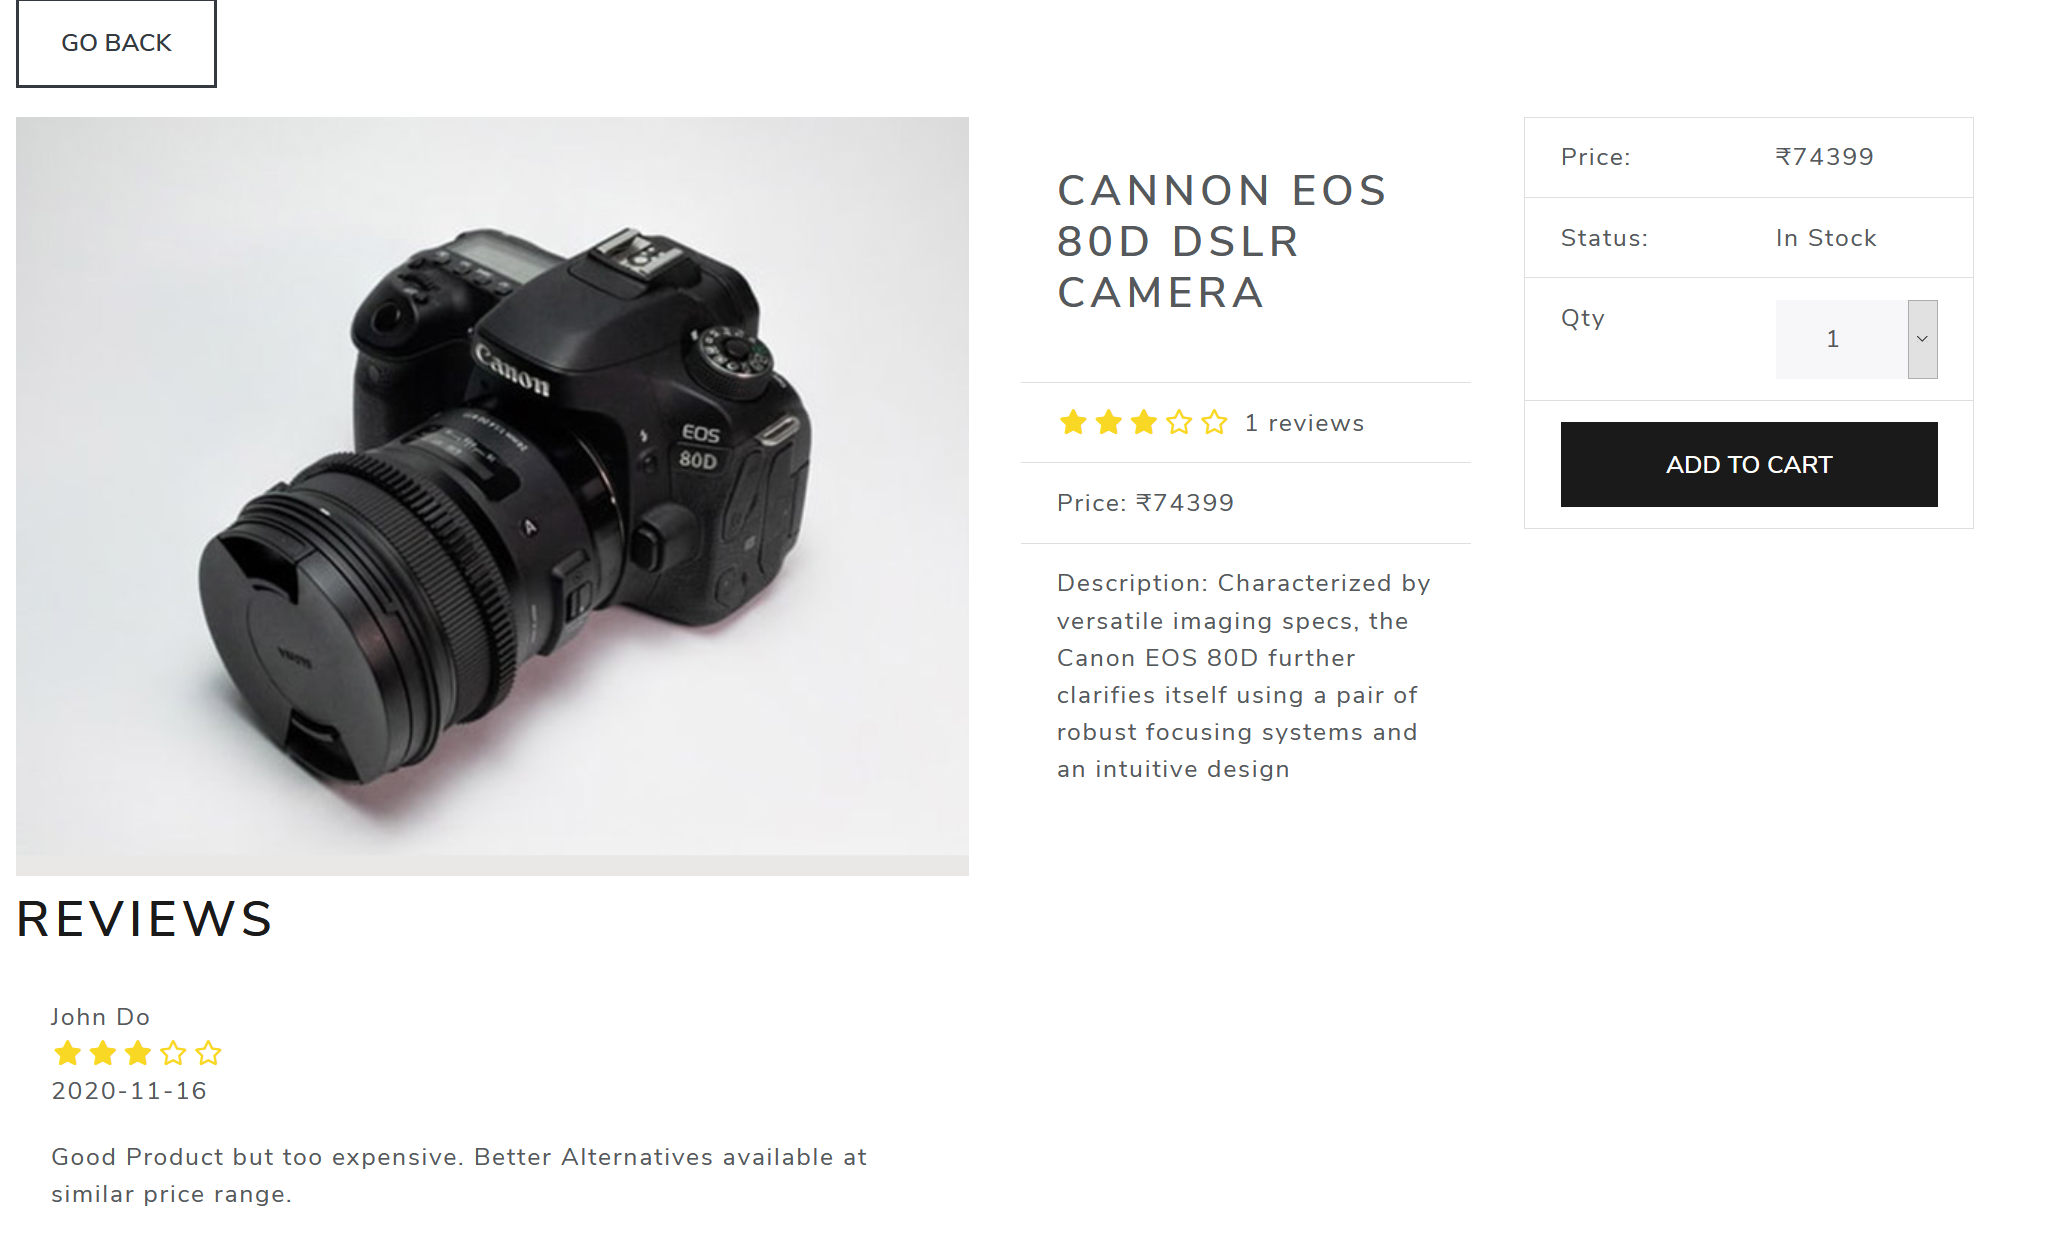 GO BACK
Canon
EOS
80D
A
SIGMA
CANNON EOS
80D DSLR
CAMERA
1 reviews
Price: ₹74399
Description: Characterized by
versatile imaging specs, the
Canon EOS 80D further
clarifies itself using a pair of
robust focusing systems and
an intuitive design
Price: ₹74399
Status: In Stock
Qty 1
ADD TO CART
REVIEWS
John Do
2020-11-16
Good Product but too expensive. Better Alternatives available at
similar price range.